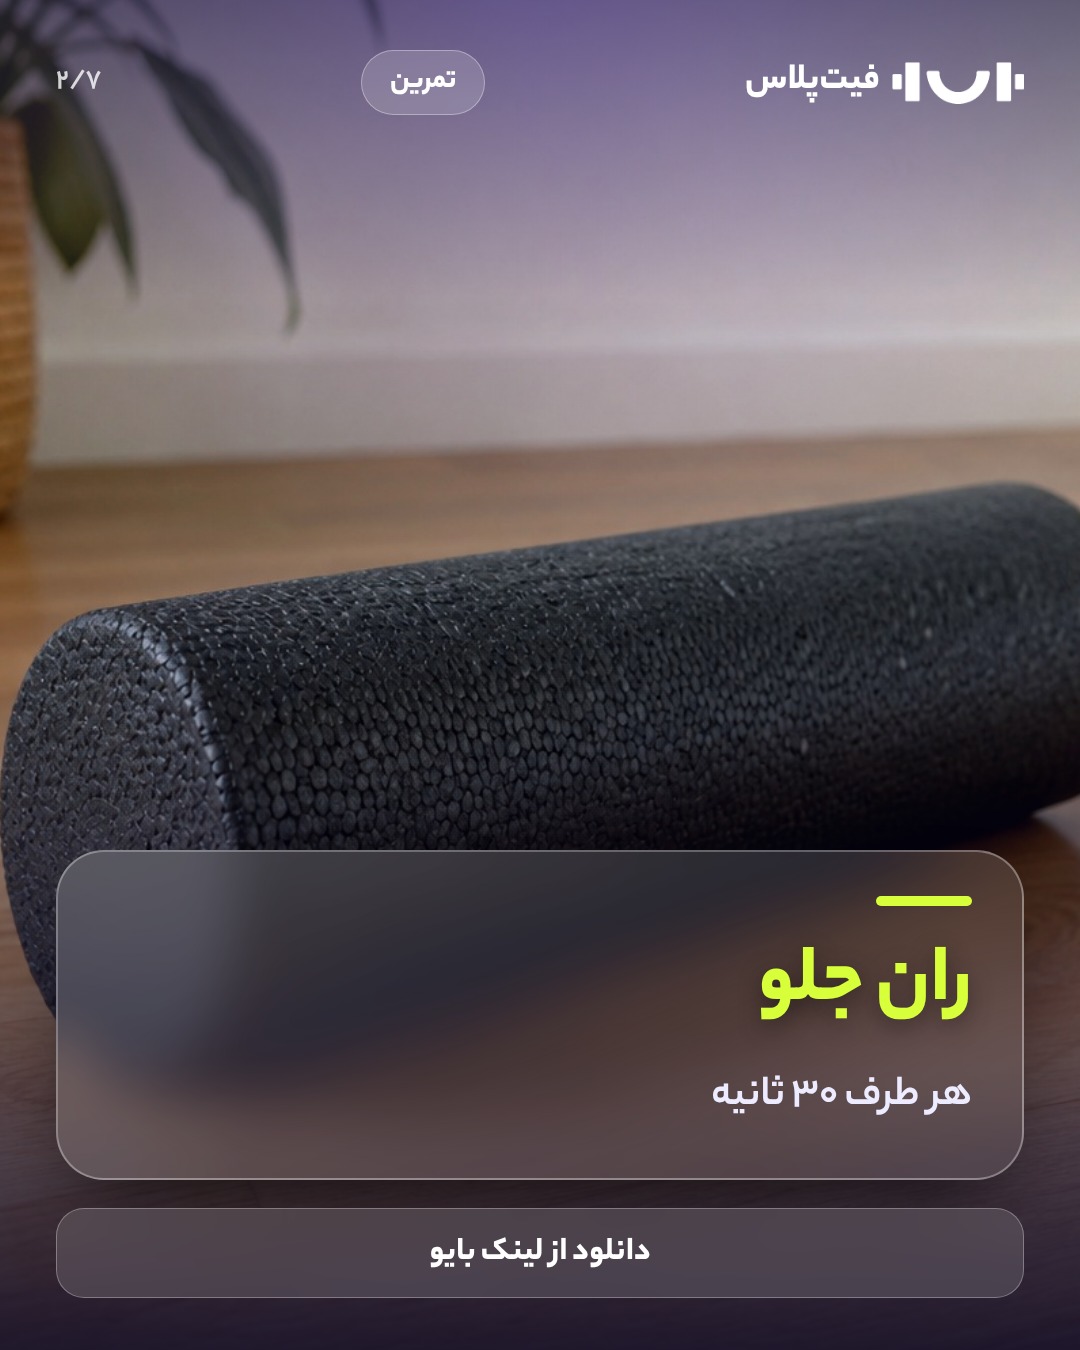 فیت‌پلاس
تمرین
۲/۷
ران جلو
هر طرف ۳۰ ثانیه
دانلود از لینک بایو